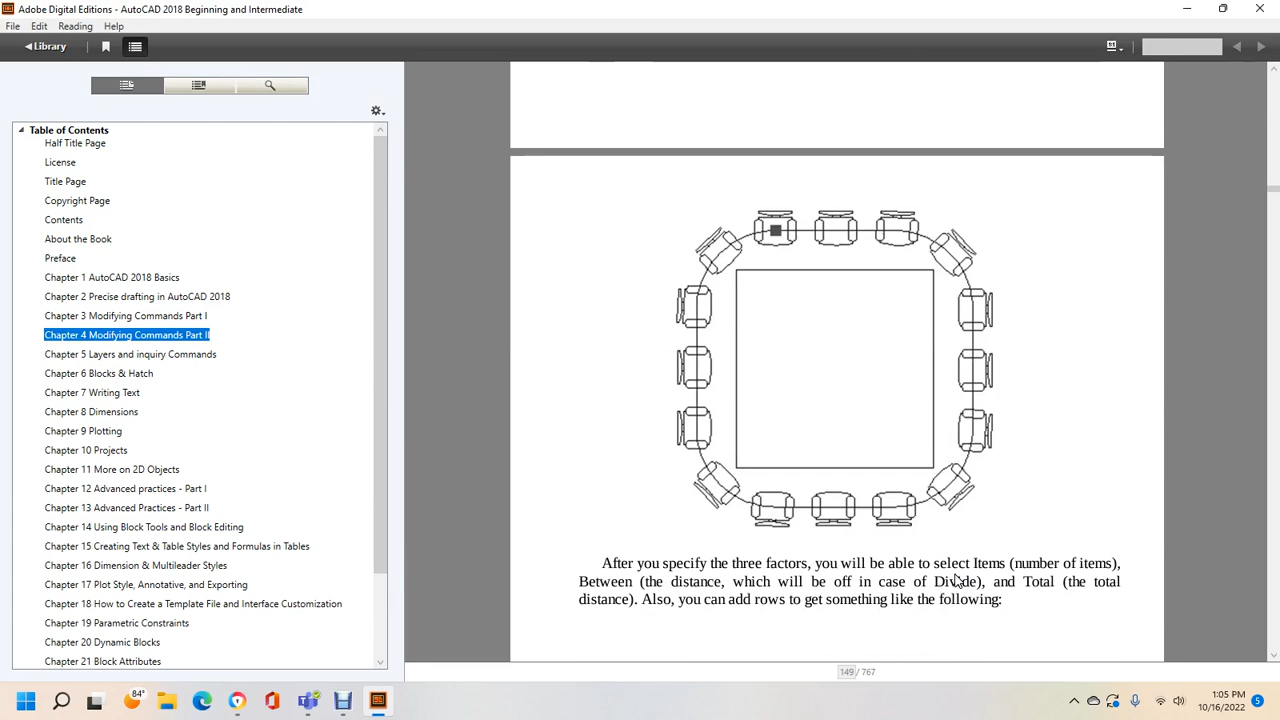 Adobe Digital Editions - AutoCAD 2018 Beginning and Intermediate
File Edit Reading Help
Library
Table of Contents
Half Title Page
License
Title Page
Copyright Page
Contents
About the Book
Preface
Chapter 1 AutoCAD 2018 Basics
Chapter 2 Precise drafting in AutoCAD 2018
Chapter 3 Modifying Commands Part I
Chapter 4 Modifying Commands Part II
Chapter 5 Layers and inquiry Commands
Chapter 6 Blocks & Hatch
Chapter 7 Writing Text
Chapter 8 Dimensions
Chapter 9 Plotting
Chapter 10 Projects
Chapter 11 More on 2D Objects
Chapter 12 Advanced practices - Part I
Chapter 13 Advanced Practices - Part II
Chapter 14 Using Block Tools and Block Editing
Chapter 15 Creating Text & Table Styles and Formulas in Tables
Chapter 16 Dimension & Multileader Styles
Chapter 17 Plot Style, Annotative, and Exporting
Chapter 18 How to Create a Template File and Interface Customization
Chapter 19 Parametric Constraints
Chapter 20 Dynamic Blocks
Chapter 21 Block Attributes
After you specify the three factors, you will be able to select Items (number of items),
Between (the distance, which will be off in case of Divide), and Total (the total
distance). Also, you can add rows to get something like the following:
149 / 767
84°
1:05 PM
10/16/2022
5